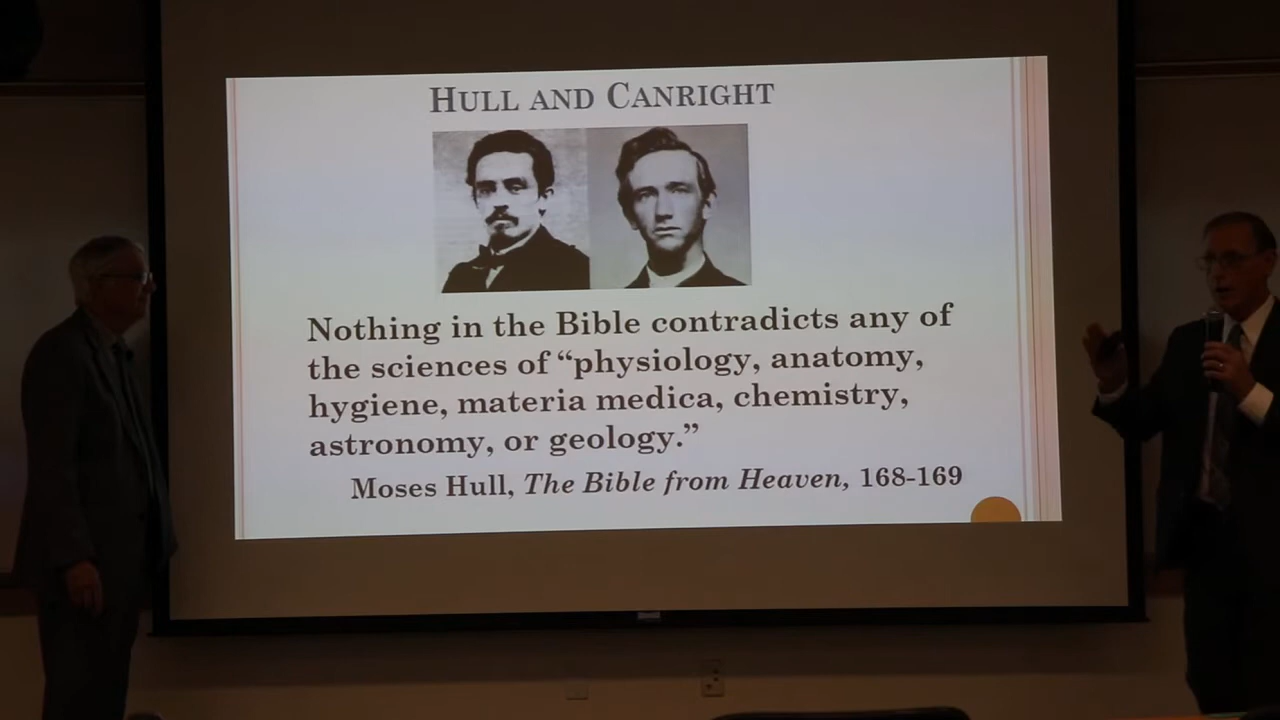 HULL AND CANRIGHT
Nothing in the Bible contradicts any of
the sciences of “physiology, anatomy,
hygiene, materia medica, chemistry,
astronomy, or geology.”
Moses Hull, The Bible from Heaven, 168-169